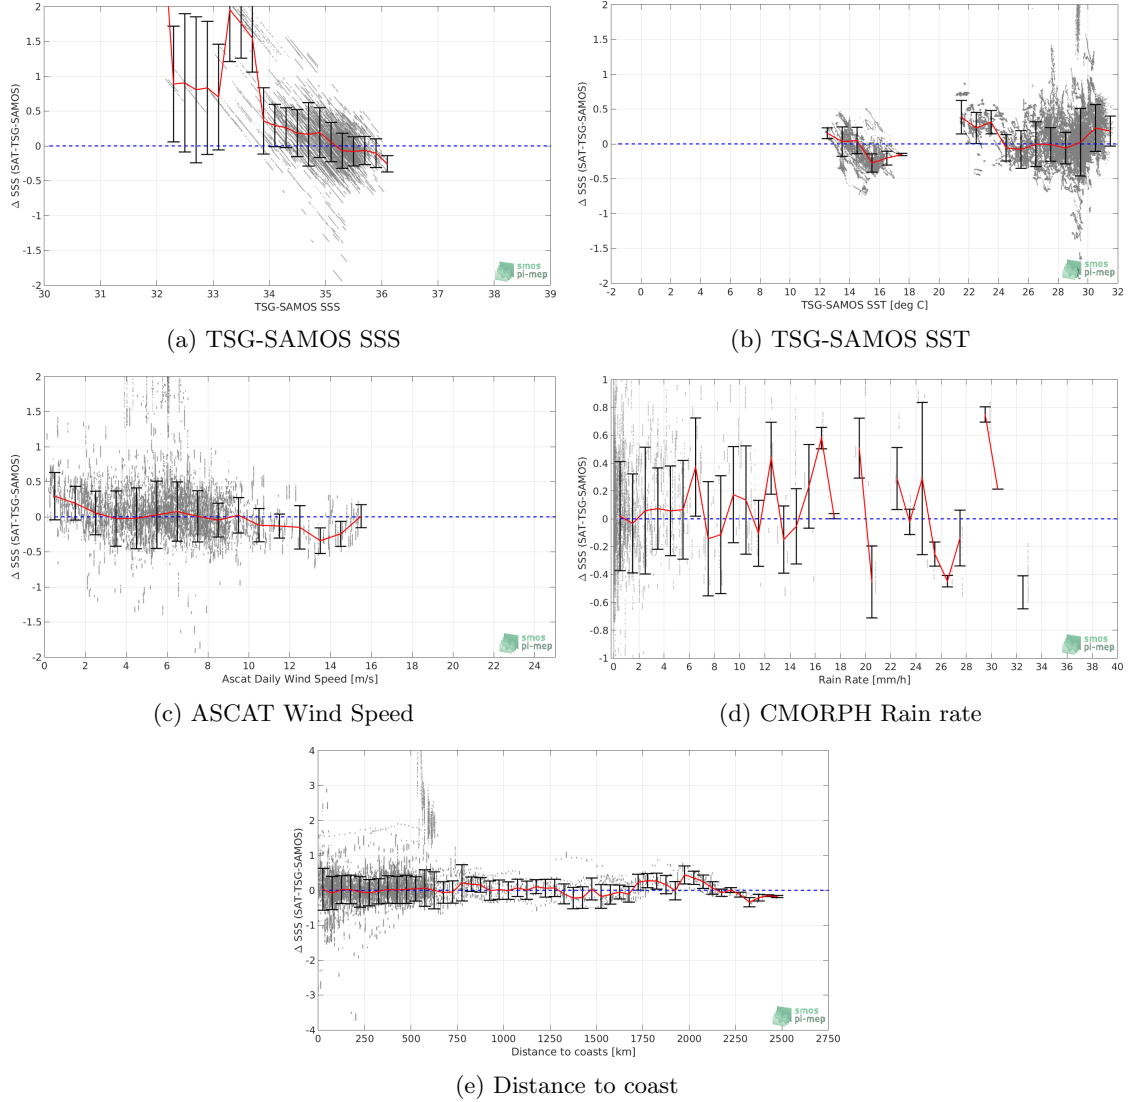 2
1.5
1
0.5
0
-0.5
-1
-1.5
-2
Δ SSS (SAT-TSG-SAMOS)
30 31 32 33 34 35 36 37 38 39
TSG-SAMOS SSS
smos
pi-mep
(a) TSG-SAMOS SSS
2
1.5
1
0.5
0
-0.5
-1
-1.5
-2
Δ SSS (SAT-TSG-SAMOS)
-2 0 2 4 6 8 10 12 14 16 18 20 22 24 26 28 30 32
TSG-SAMOS SST [deg C]
smos
pi-mep
(b) TSG-SAMOS SST
2
1.5
1
0.5
0
-0.5
-1
-1.5
-2
Δ SSS (SAT-TSG-SAMOS)
0 2 4 6 8 10 12 14 16 18 20 22 24
Ascat Daily Wind Speed [m/s]
smos
pi-mep
(c) ASCAT Wind Speed
1
0.8
0.6
0.4
0.2
0
-0.2
-0.4
-0.6
-0.8
-1
Δ SSS (SAT-TSG-SAMOS)
0 2 4 6 8 10 12 14 16 18 20 22 24 26 28 30 32 34 36 38 40
Rain Rate [mm/h]
smos
pi-mep
(d) CMORPH Rain rate
4
3
2
1
0
-1
-2
-3
-4
Δ SSS (SAT-TSG-SAMOS)
0 250 500 750 1000 1250 1500 1750 2000 2250 2500 2750
Distance to coasts [km]
smos
pi-mep
(e) Distance to coast